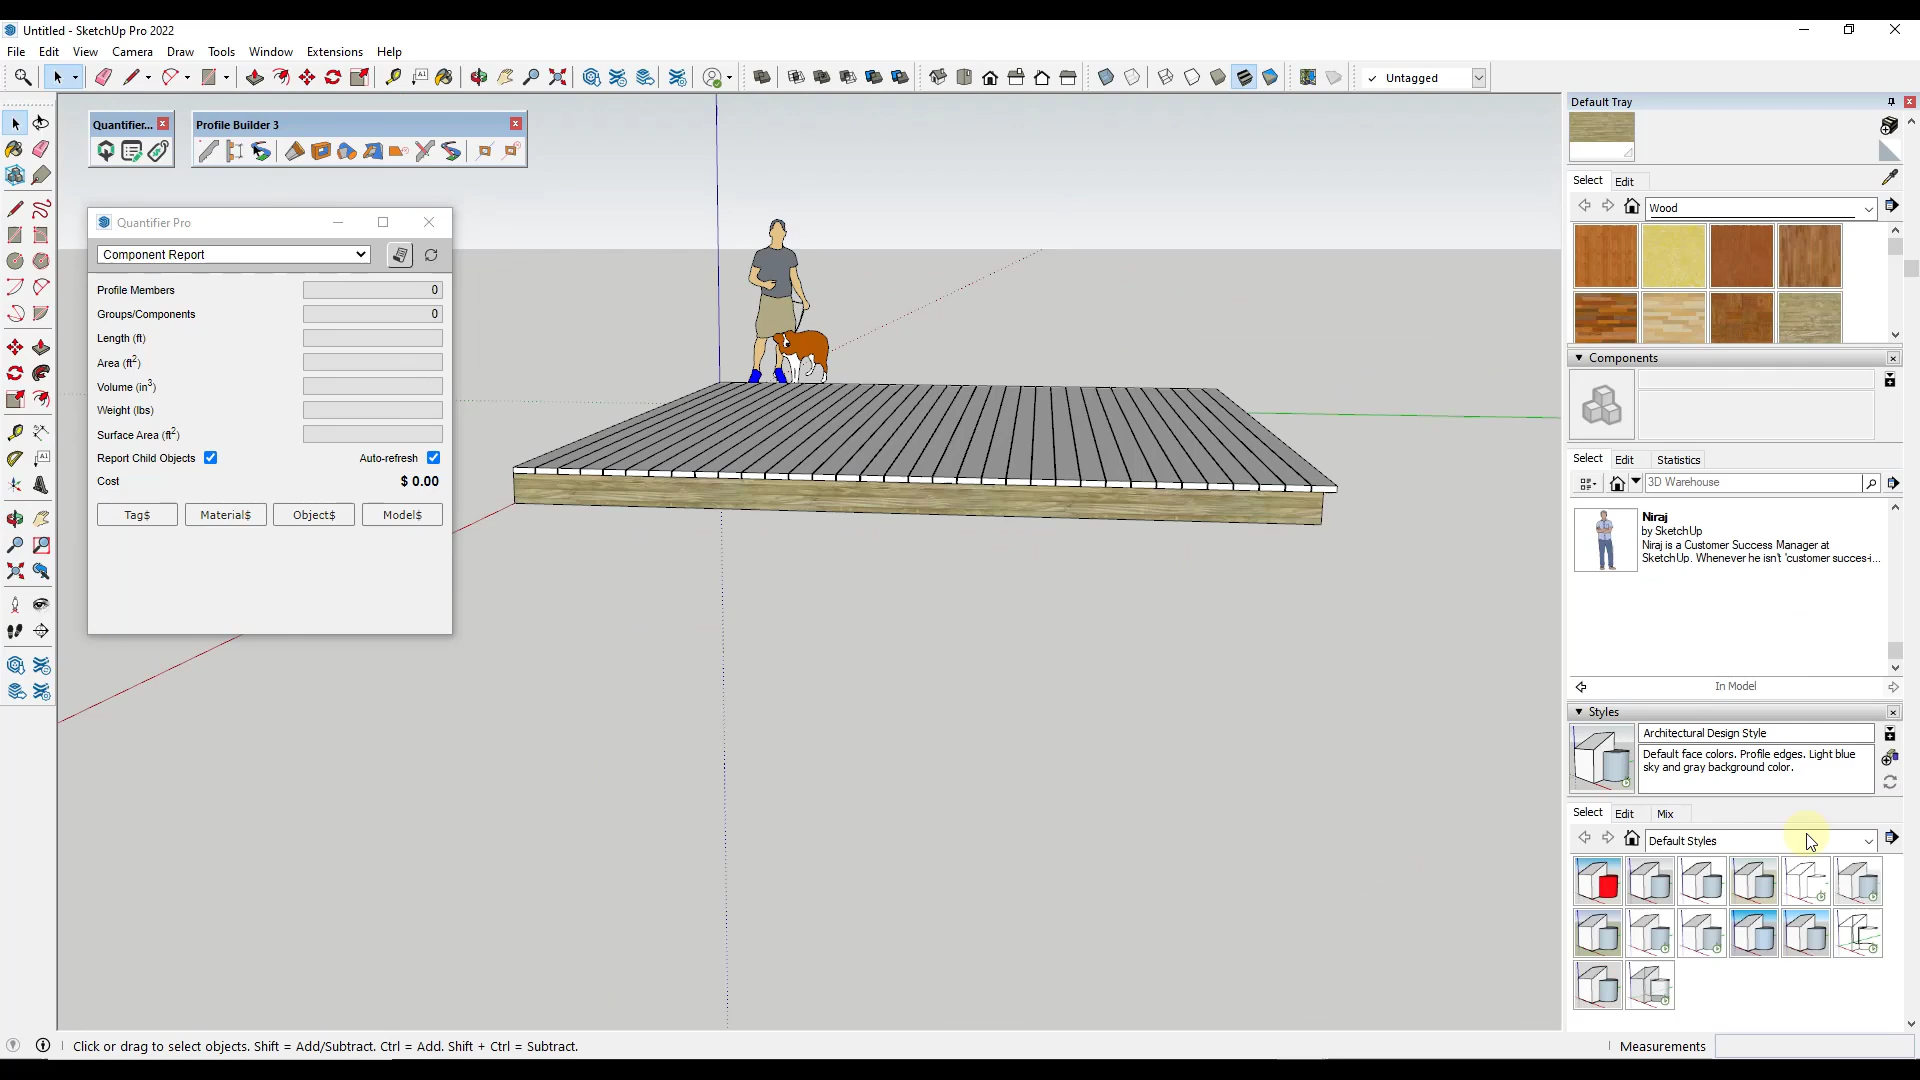 Untitled - SketchUp Pro 2022
File Edit View Camera Draw Tools Window Extensions Help
Untagged
Quantifier...
Profile Builder 3
Default Tray
Select Edit
Wood
Quantifier Pro
Component Report
Profile Members 0
Groups/Components 0
Length (ft)
Area (ft2)
Volume (in3)
Weight (lbs)
Surface Area (ft2)
Report Child Objects Auto-refresh
Cost $ 0.00
Tag$ Material$ Object$ Model$
Components
Select Edit Statistics
3D Warehouse
Niraj
by SketchUp
Niraj is a Customer Success Manager at
SketchUp. Whenever he isn't 'customer succes-i...
In Model
Styles
Architectural Design Style
Default face colors. Profile edges. Light blue
sky and gray background color.
Select Edit Mix
Default Styles
Click or drag to select objects. Shift = Add/Subtract. Ctrl = Add. Shift + Ctrl = Subtract.
Measurements